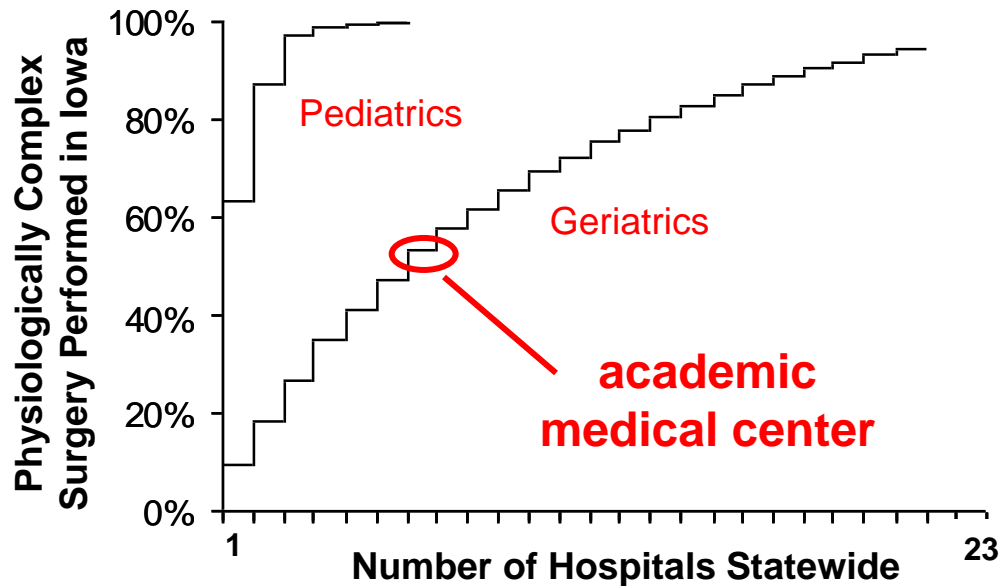 Physiologically Complex
Surgery Performed in Iowa
100%
80%
60%
40%
20%
0%
Pediatrics
Geriatrics
academic
medical center
1
23
Number of Hospitals Statewide